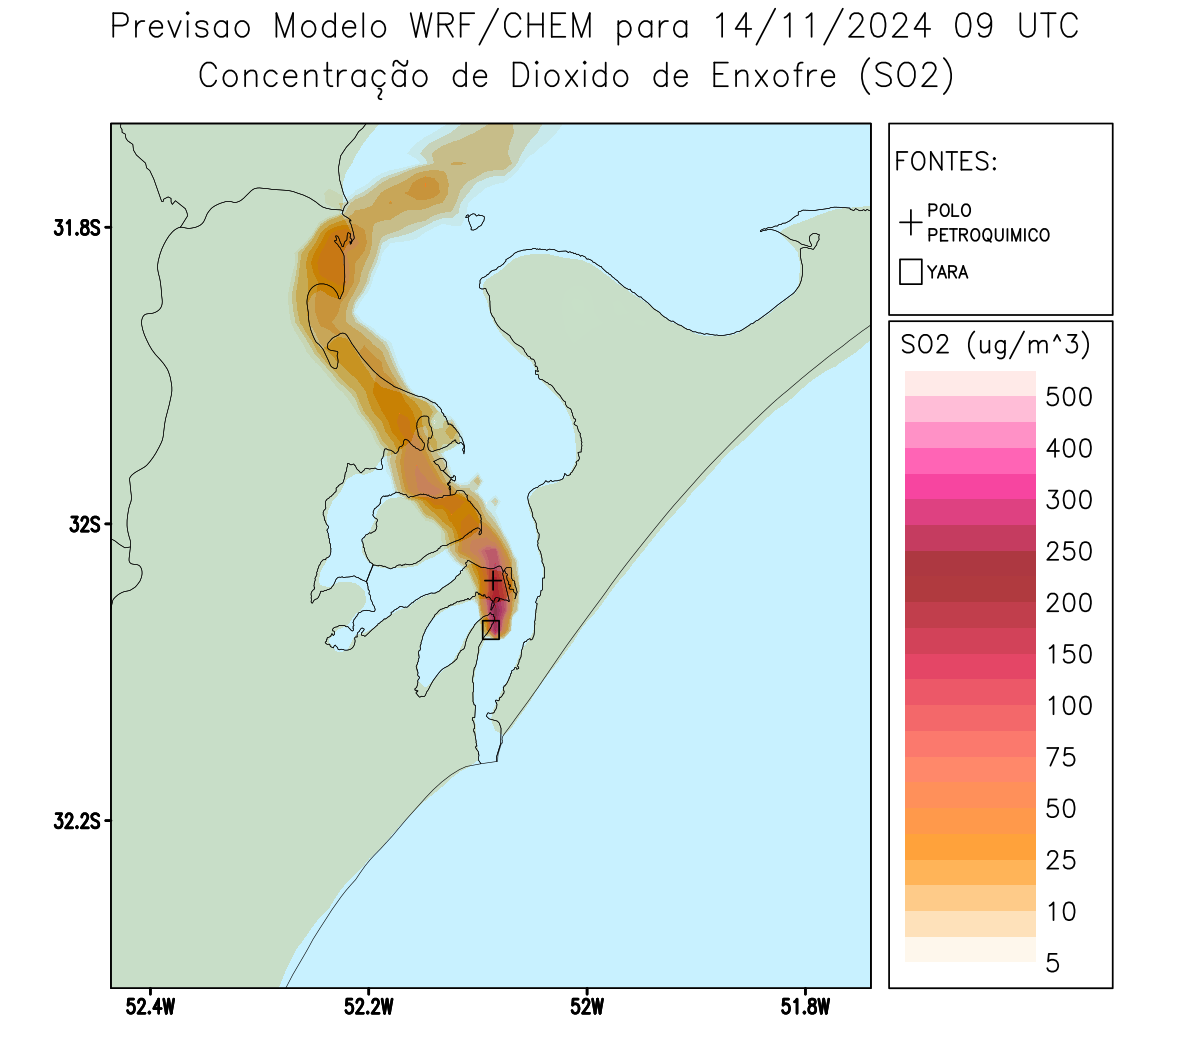 Previsao Modelo WRF/CHEM para 14/11/2024 09 UTC
Concentração de Dioxido de Enxofre (SO2)
FONTES:
POLO
PETROQUIMICO
YARA
31.8S
32S
32.2S
52.4W
52.2W
52W
51.8W
SO2 (ug/m^3)
500
400
300
250
200
150
100
75
50
25
10
5